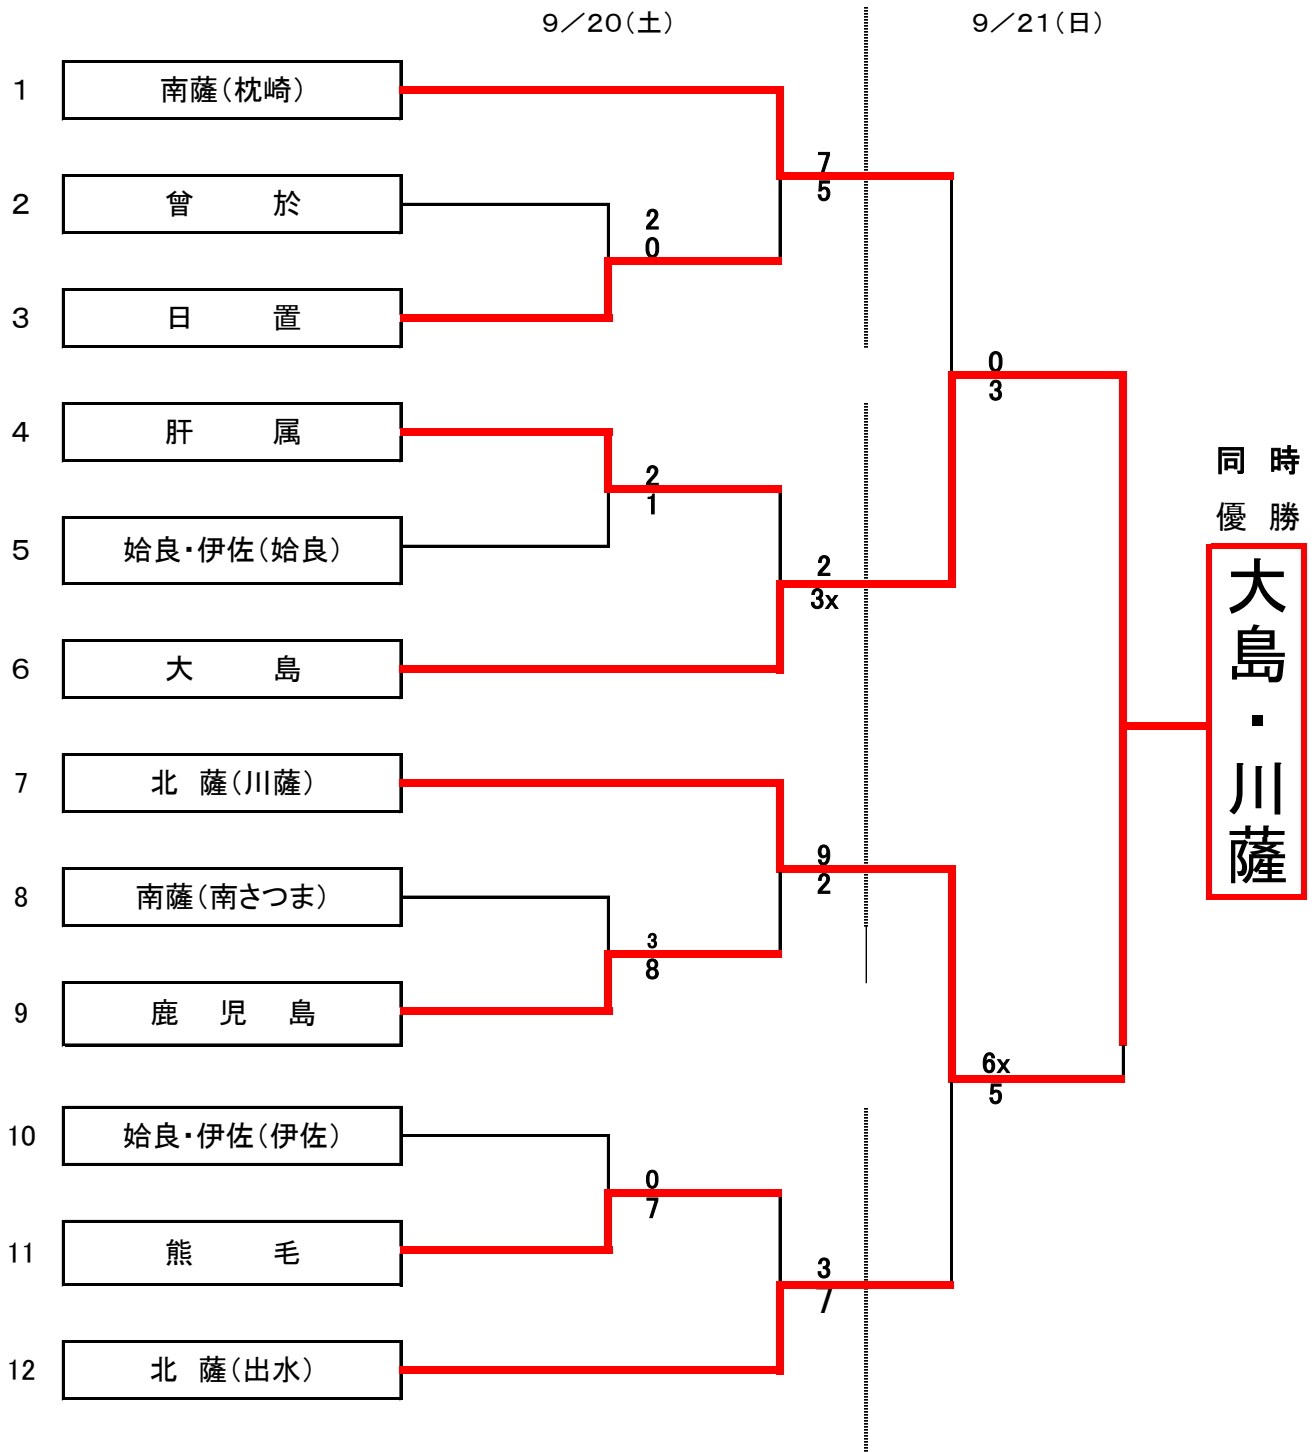 ９／２０（土）
９／２１（日）
1
南薩（枕崎）
7
5
2
曾 於
2
0
3
日 置
0
3
4
肝 属
2
1
同 時
優 勝
大島・川薩
5
姶良・伊佐（姶良）
2
3x
6
大 島
7
北 薩（川薩）
9
2
8
南薩（南さつま）
3
8
9
鹿 児 島
6x
5
10
姶良・伊佐（伊佐）
0
7
11
熊 毛
3
7
12
北 薩（出水）